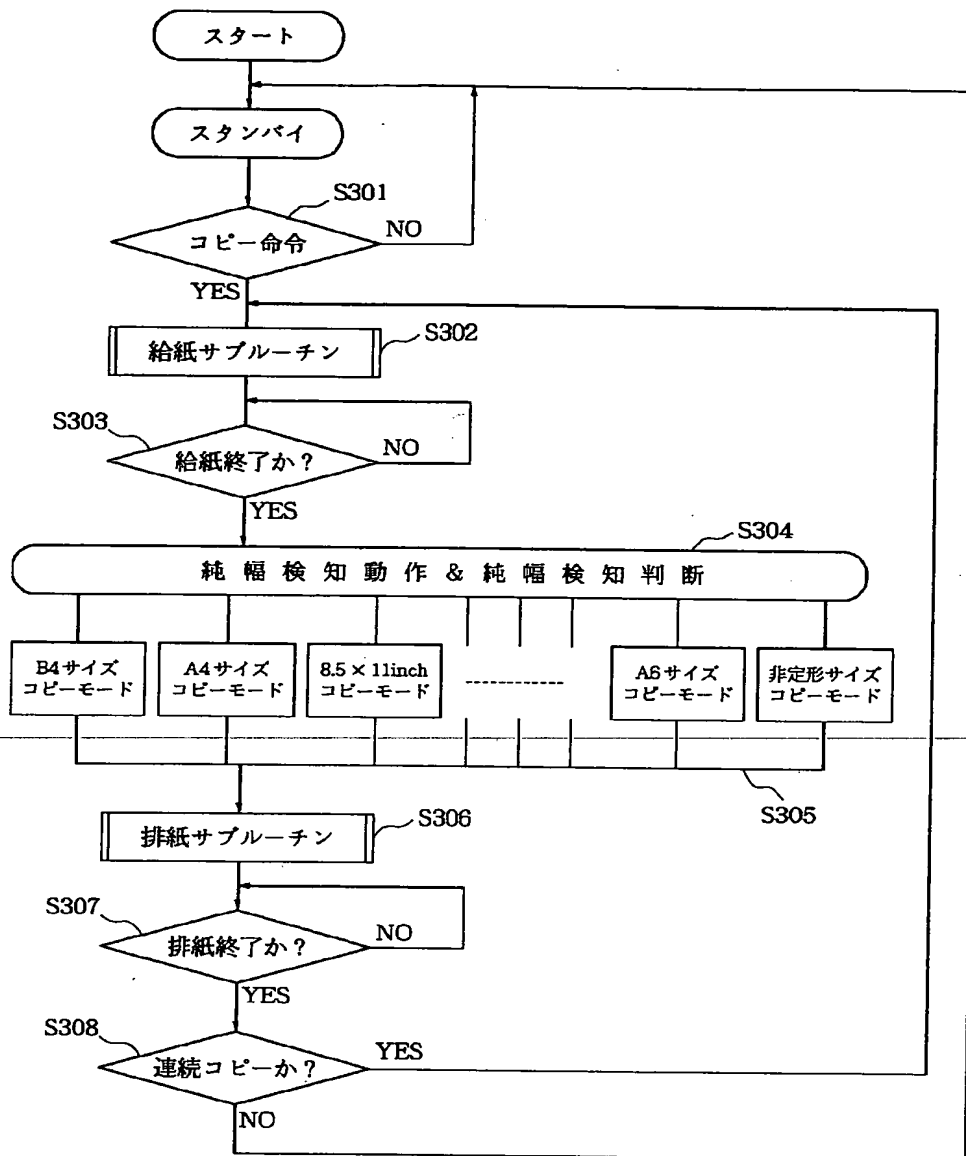 スタート
スタンバイ
S301
コピー命令
NO
YES
給紙サブルーチン
S302
S303
給紙終了か?
NO
YES
S304
純幅検知動作&純幅検知判断
B4サイズ
コピーモード
A4サイズ
コピーモード
8.5×11inch
コピーモード
A6サイズ
コピーモード
非定形サイズ
コピーモード
S305
排紙サブルーチン
S306
S307
排紙終了か?
NO
YES
S308
連続コピーか?
YES
NO